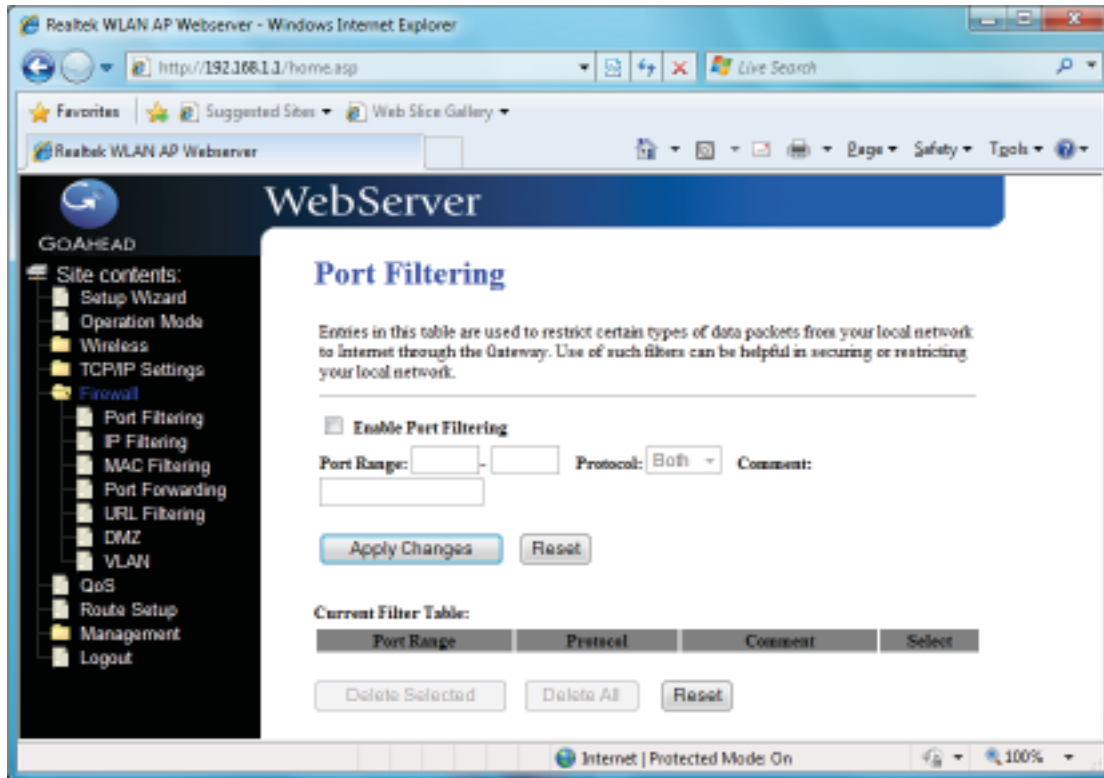 Realtek WLAN AP Webserver - Windows Internet Explorer
http://192.168.1.1/home.asp
Live Search
Favorites
Suggested Sites
Web Slice Gallery
Realtek WLAN AP Webserver
Page
Safety
Tools
GOAHEAD
WebServer
Site contents:
Setup Wizard
Operation Mode
Wireless
TCP/IP Settings
Firewall
Port Filtering
IP Filtering
MAC Filtering
Port Forwarding
URL Filtering
DMZ
VLAN
QoS
Route Setup
Management
Logout
Port Filtering
Entries in this table are used to restrict certain types of data packets from your local network
to Internet through the Gateway. Use of such filters can be helpful in securing or restricting
your local network.
Enable Port Filtering
Port Range: - Protocol: Both Comment:
Apply Changes Reset
Current Filter Table:
Port Range Protocol Comment Select
Delete Selected Delete All Reset
Internet | Protected Mode: On
100%